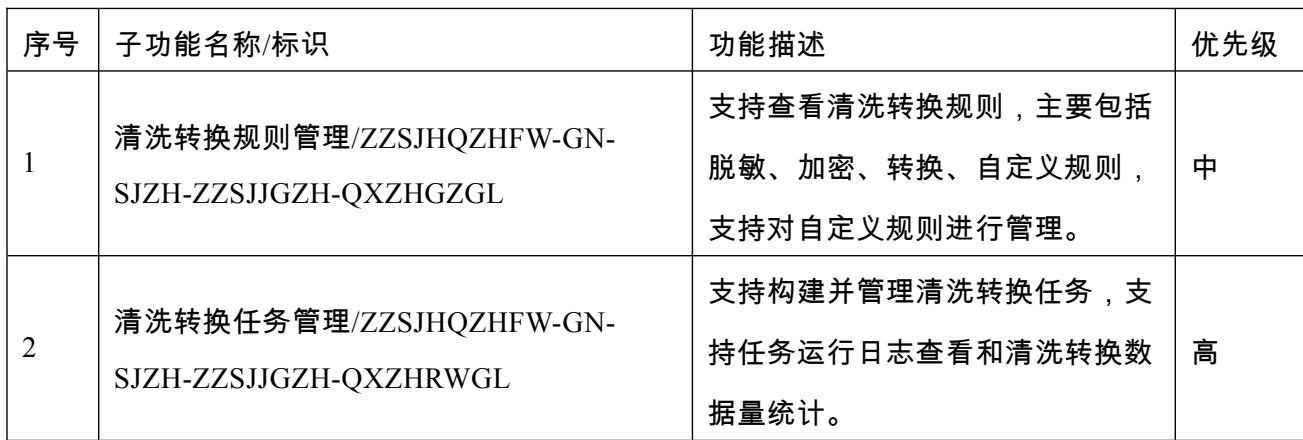 序号 子功能名称/标识 功能描述 优先级
1 清洗转换规则管理/ZZSJHQZHFW-GN-
SJZH-ZZSJJGZH-QXZHGZGL 支持查看清洗转换规则，主要包括
脱敏、加密、转换、自定义规则，
支持对自定义规则进行管理。 中
2 清洗转换任务管理/ZZSJHQZHFW-GN-
SJZH-ZZSJJGZH-QXZHRWGL 支持构建并管理清洗转换任务，支
持任务运行日志查看和清洗转换数
据量统计。 高